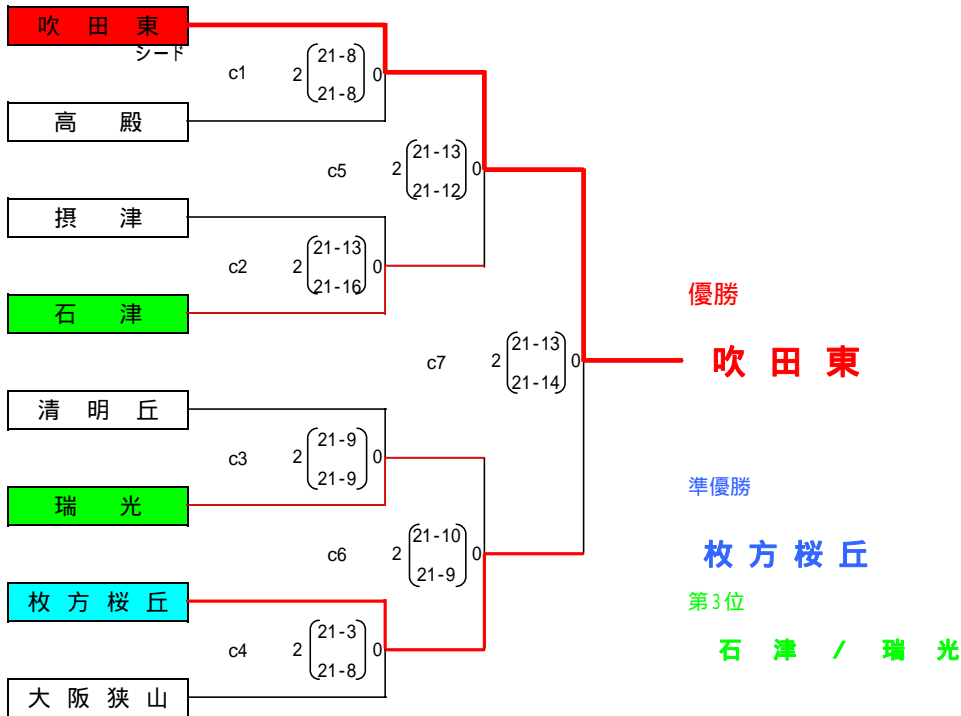 吹田東
シード
c1 2 21-8 0
21-8
高殿
c5 2 21-13 0
21-12
摂津
c2 2 21-13 0
21-16
石津
優勝
吹田東
c7 2 21-13 0
21-14
清明丘
c3 2 21-9 0
21-9
瑞光
準優勝
枚方桜丘
c6 2 21-10 0
21-9
枚方桜丘
第3位
c4 2 21-3 0
21-8
石津 / 瑞光
大阪狭山